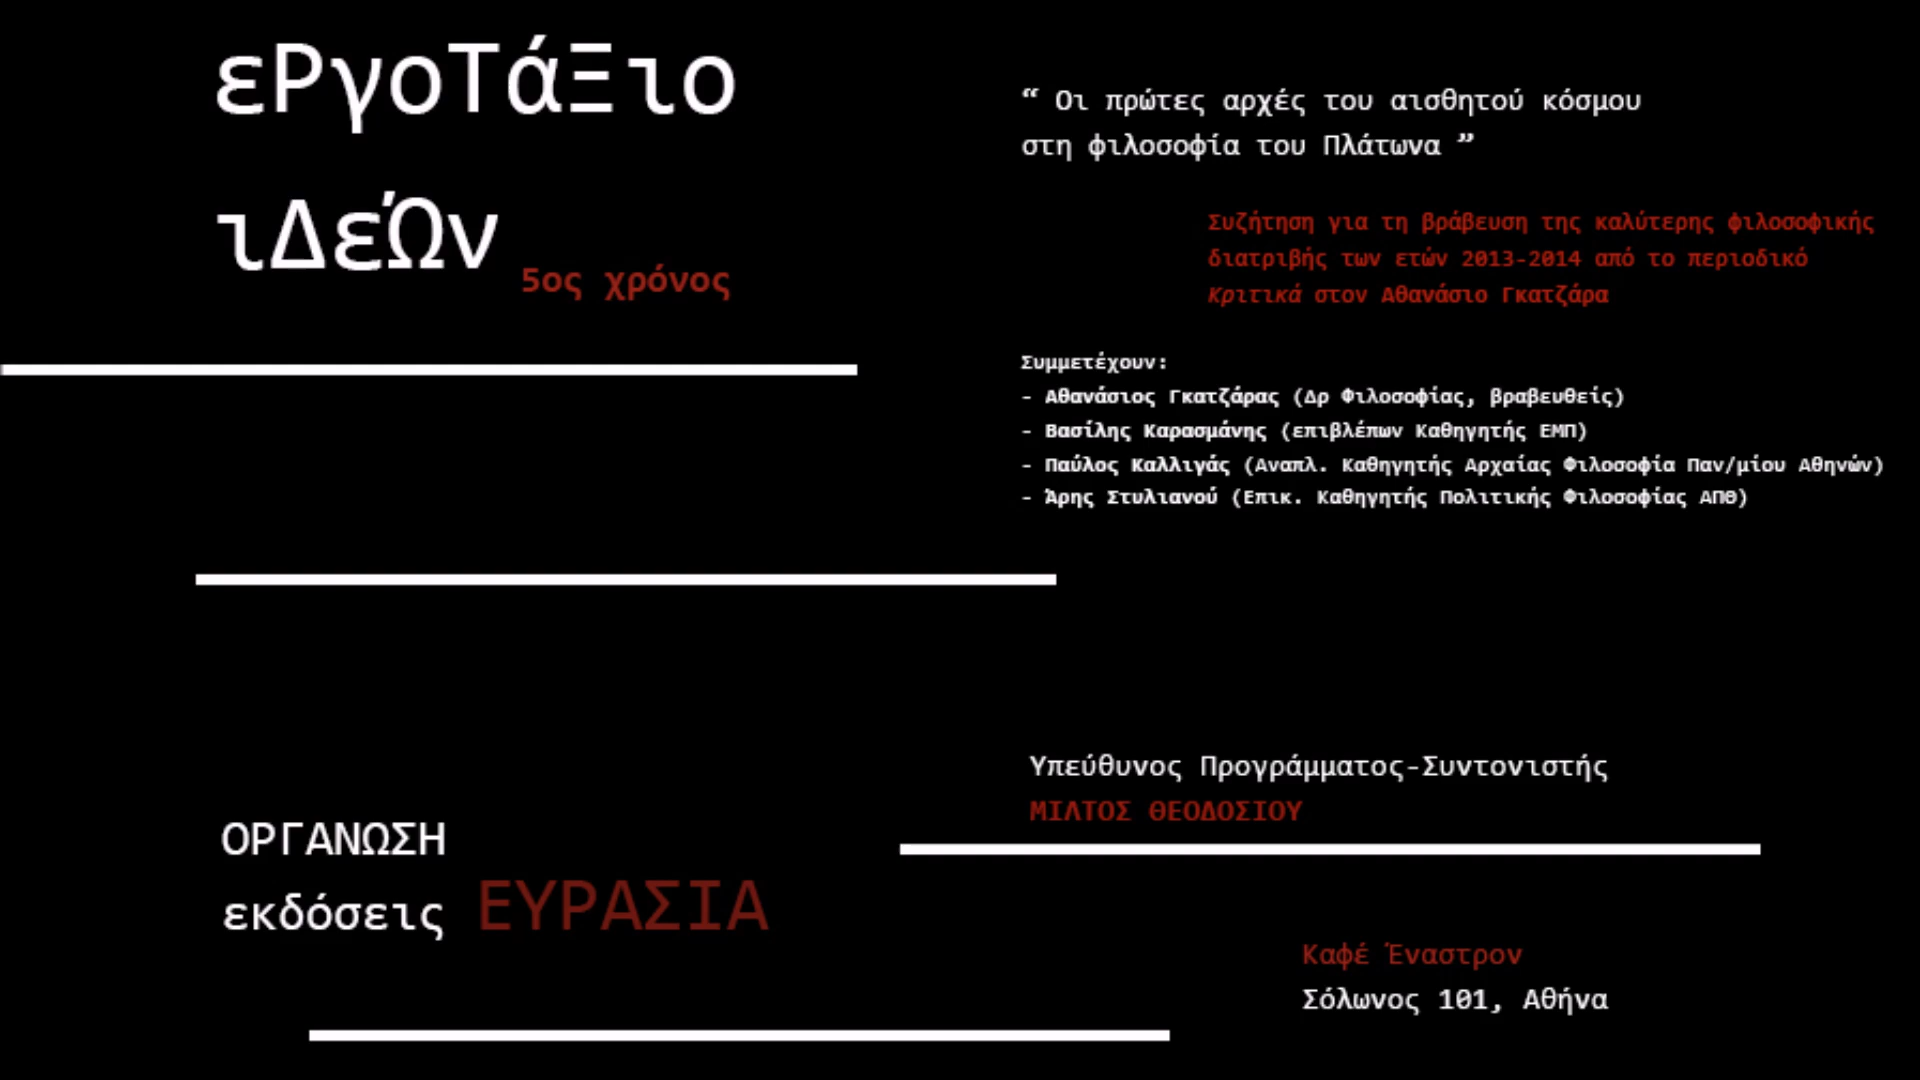 εΡγοΤάΞιο
ιΔεΏν 5ος χρόνος
“ Οι πρώτες αρχές του αισθητού κόσμου
στη φιλοσοφία του Πλάτωνα ”
Συζήτηση για τη βράβευση της καλύτερης φιλοσοφικής
διατριβής των ετών 2013-2014 από το περιοδικό
Κριτικά στον Αθανάσιο Γκατζάρα
Συμμετέχουν:
- Αθανάσιος Γκατζάρας (Δρ Φιλοσοφίας, βραβευθείς)
- Βασίλης Καρασμάνης (επιβλέπων Καθηγητής ΕΜΠ)
- Παύλος Καλλιγάς (Αναπλ. Καθηγητής Αρχαίας Φιλοσοφία Παν/μίου Αθηνών)
- Άρης Στυλιανού (Επικ. Καθηγητής Πολιτικής Φιλοσοφίας ΑΠΘ)
Υπεύθυνος Προγράμματος-Συντονιστής
ΜΙΛΤΟΣ ΘΕΟΔΟΣΙΟΥ
ΟΡΓΑΝΩΣΗ
εκδόσεις ΕΥΡΑΣΙΑ
Καφέ Έναστρον
Σόλωνος 101, Αθήνα